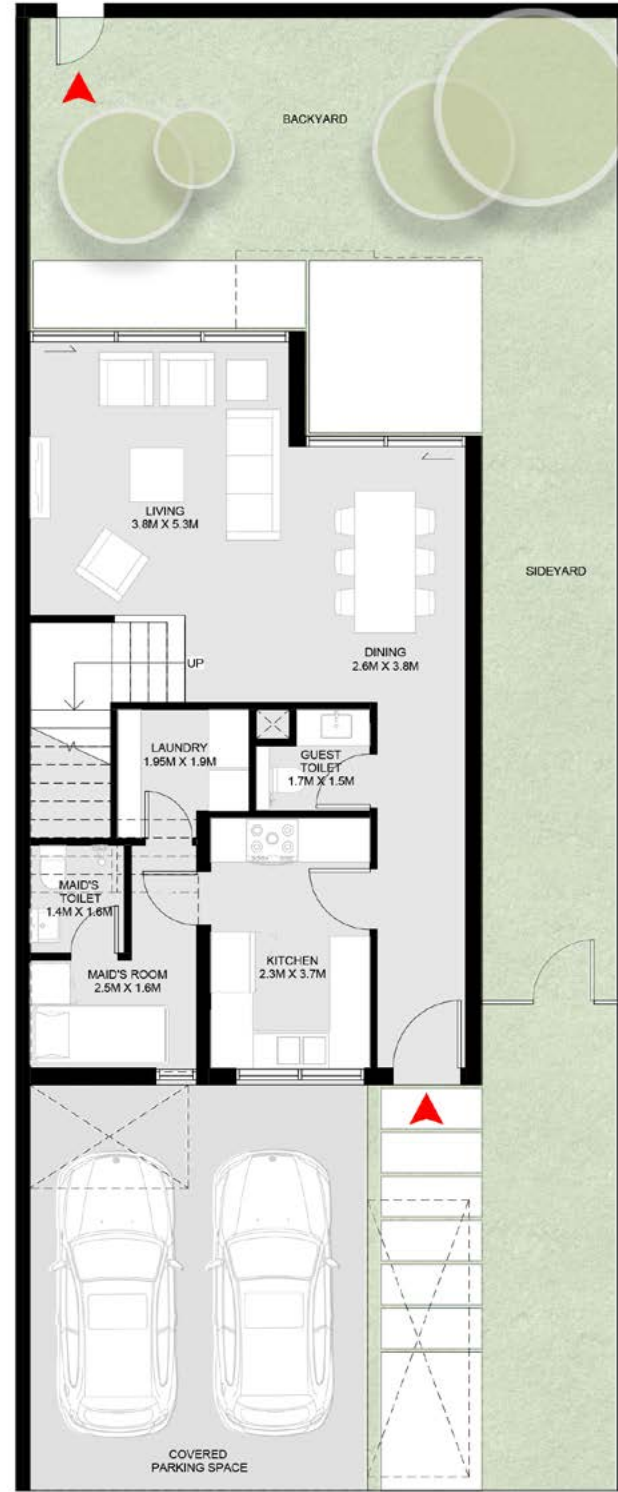 BACKYARD
LIVING
3.8M X 5.3M
SIDEYARD
DINING
2.6M X 3.8M
UP
LAUNDRY
1.95M X 1.9M
GUEST
TOILET
1.7M X 1.5M
MAID'S
TOILET
1.4M X 1.6M
KITCHEN
2.3M X 3.7M
MAID'S ROOM
2.5M X 1.6M
COVERED
PARKING SPACE